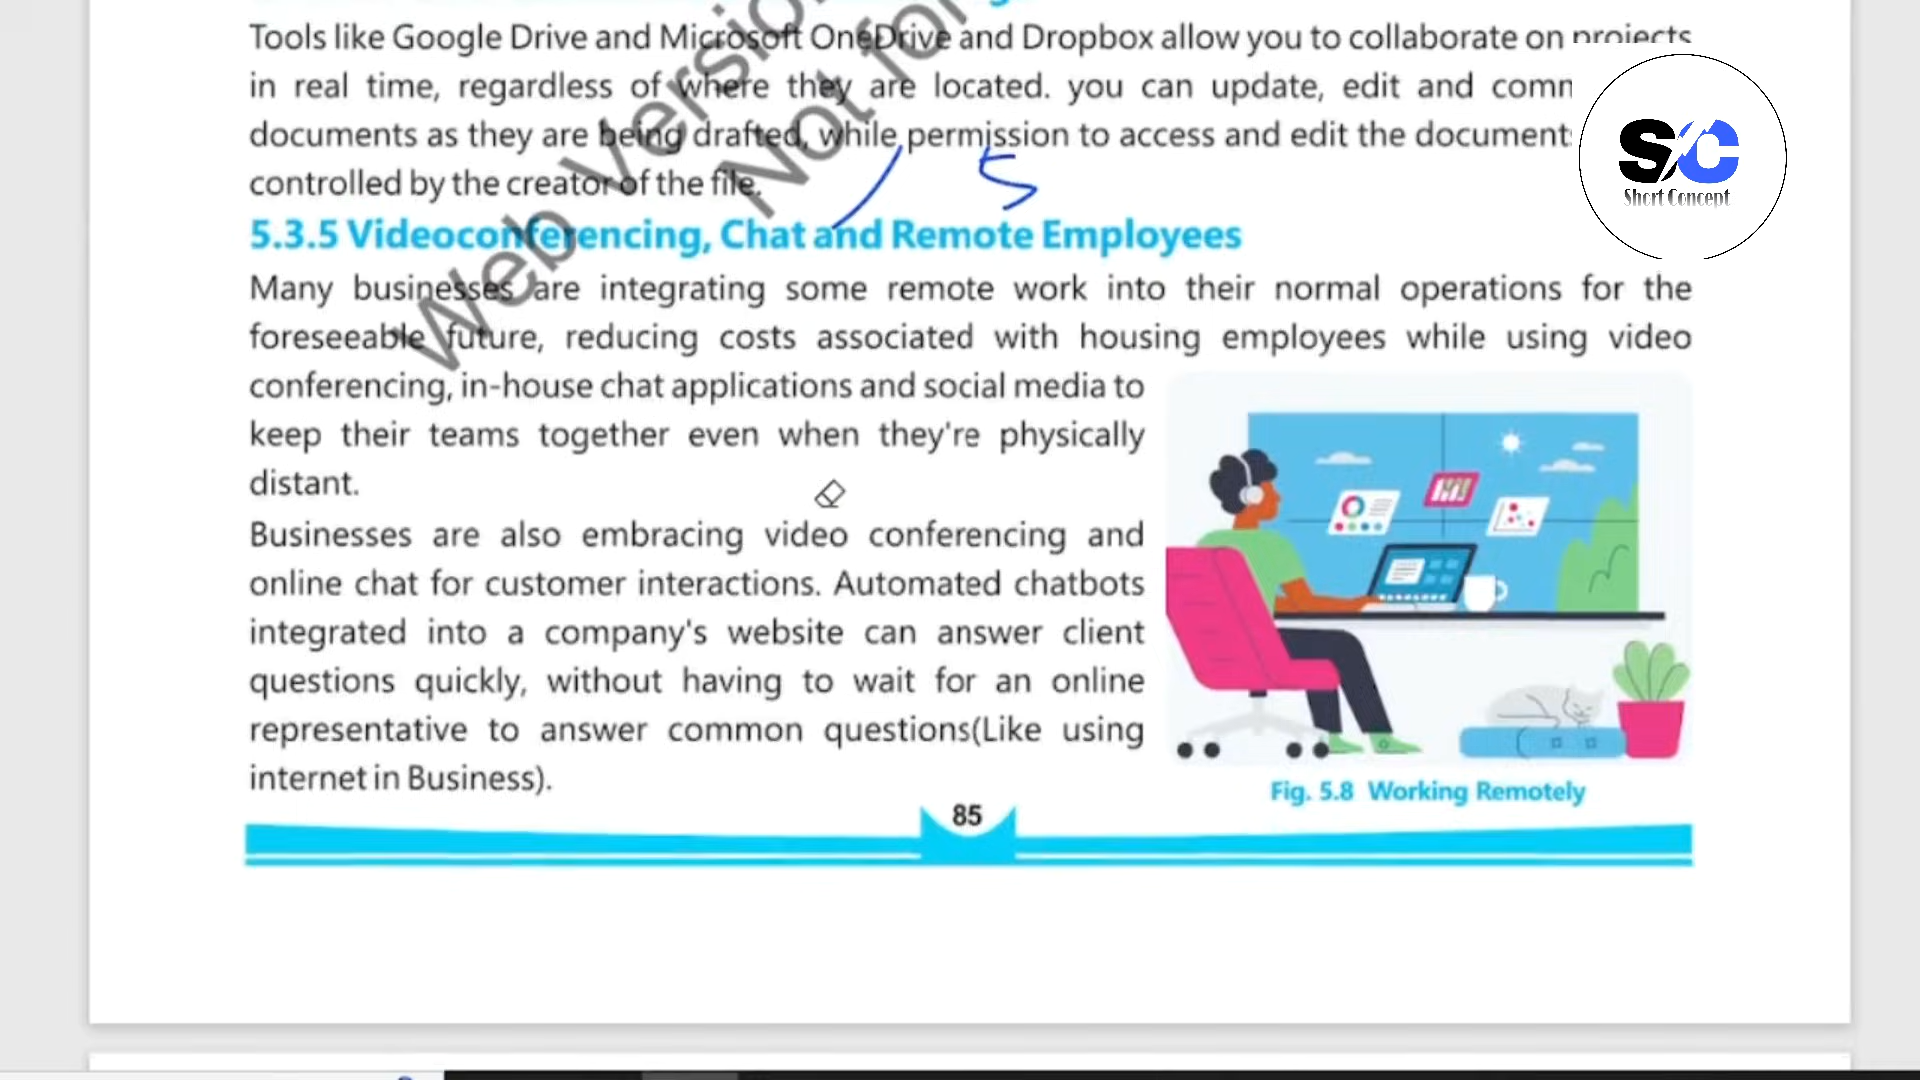 Tools like Google Drive and Microsoft OneDrive and Dropbox allow you to collaborate on projects
in real time, regardless of where they are located. you can update, edit and comm
documents as they are being drafted, while permission to access and edit the document
controlled by the creator of the file.
5.3.5 Videoconferencing, Chat and Remote Employees
Many businesses are integrating some remote work into their normal operations for the
foreseeable future, reducing costs associated with housing employees while using video
conferencing, in-house chat applications and social media to
keep their teams together even when they're physically
distant.
Businesses are also embracing video conferencing and
online chat for customer interactions. Automated chatbots
integrated into a company's website can answer client
questions quickly, without having to wait for an online
representative to answer common questions(Like using
internet in Business).
Fig. 5.8 Working Remotely
85
Web Version
Not for
5
SC
Short Concept